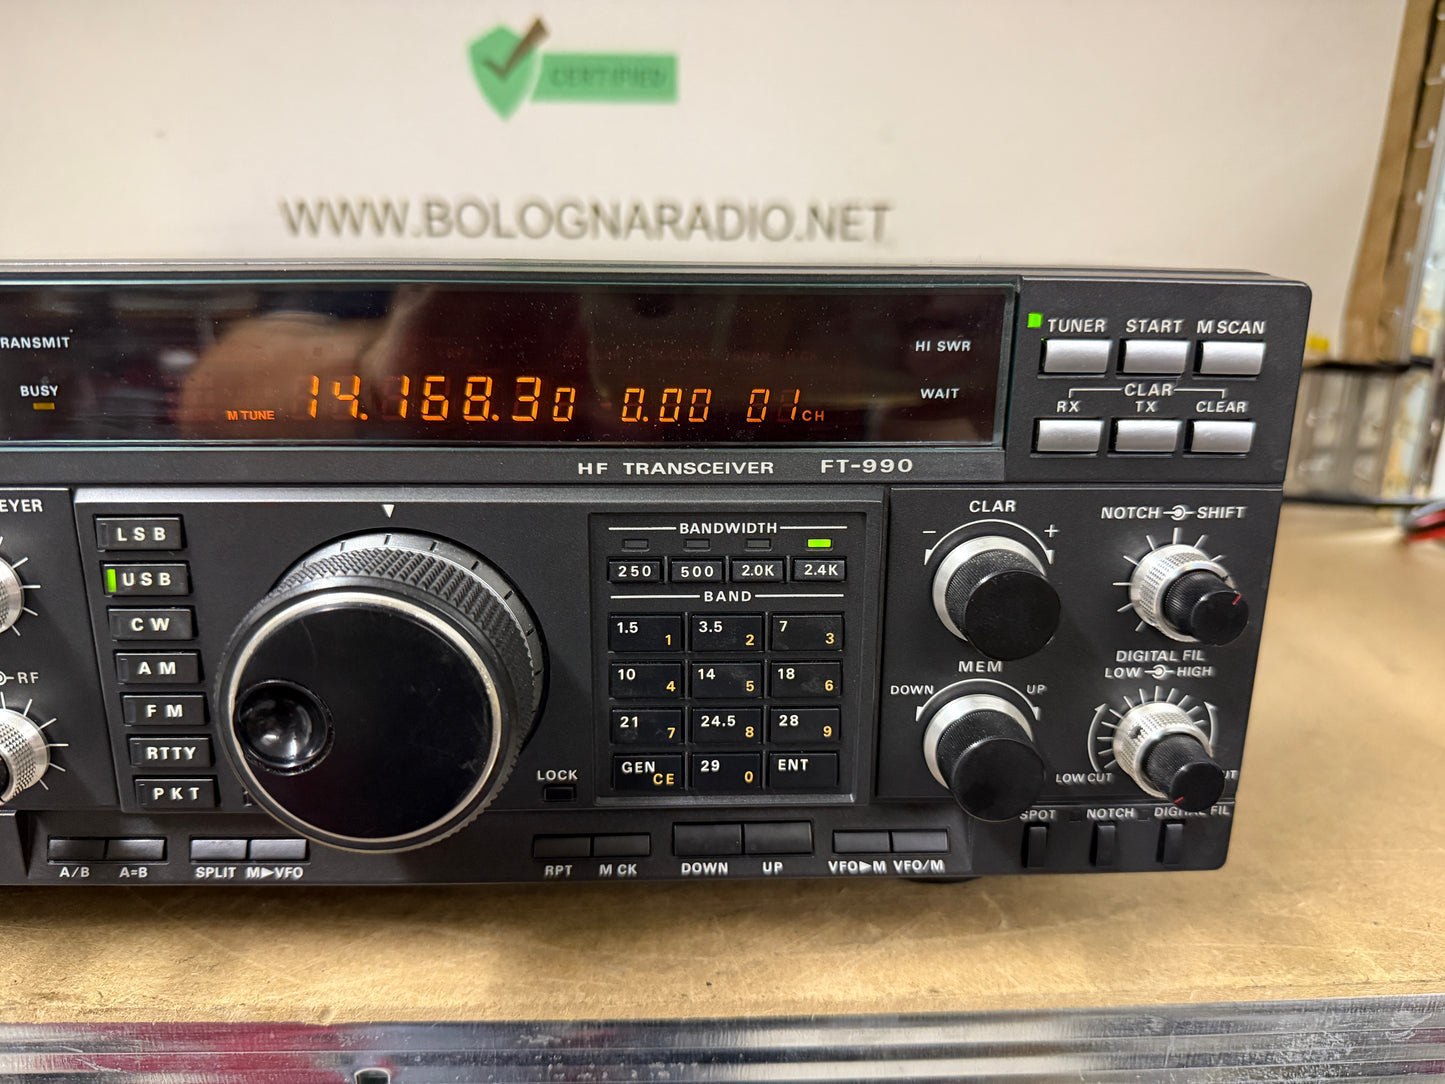 CERTIFIED
WWW.BOLOGNARADIO.NET
TUNER START M SCAN
RANSMIT
HI SWR
BUSY
WAIT
CLAR
RX TX CLEAR
M TUNE 14.168.30 0.00 01 CH
HF TRANSCEIVER FT-990
EYER
LSB
USB
CW
AM
FM
RTTY
PKT
RF
LOCK
BANDWIDTH
250 500 2.0K 2.4K
BAND
1.5 1 3.5 2 7 3
10 4 14 5 18 6
21 7 24.5 8 28 9
GEN CE 29 0 ENT
CLAR
- +
NOTCH SHIFT
MEM
DOWN UP
DIGITAL FIL
LOW HIGH
LOW CUT UT
SPOT NOTCH DIGITAL FIL
A/B A=B SPLIT M▶VFO RPT M CK DOWN UP VFO▶M VFO/M